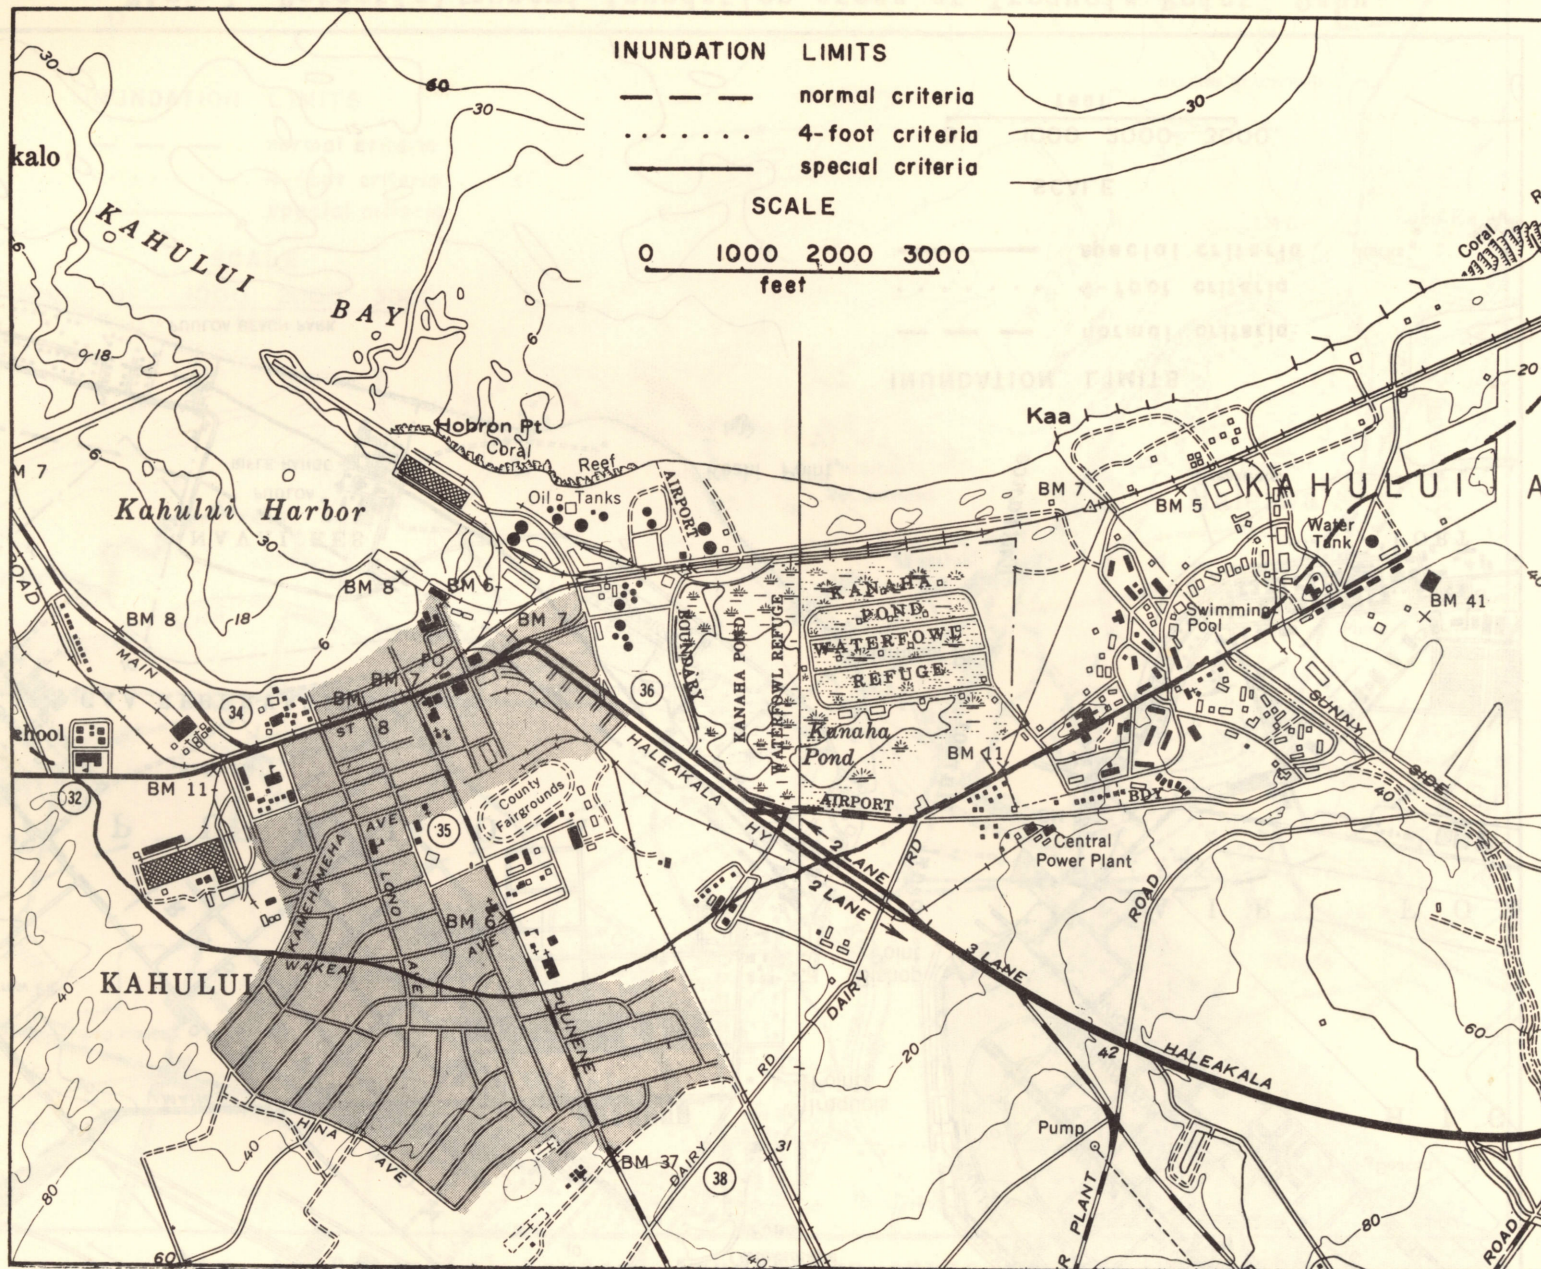 INUNDATION LIMITS
normal criteria
4-foot criteria
special criteria
SCALE
0 1000 2000 3000
feet
30
60
30
30
kalo
6
KAHULUI BAY
6
18
Coral
20
Hobron Pt
Coral
Reef
Kaa
M 7
6
Kahului Harbor
30
Oil Tanks
AIRPORT
BM 7
BM 5
8
KAHULUI A
Water
Tank
40
ROAD
BM 8
BM 6
BM 8
18
6
BM 7
BOUNDARY
KANAHA POND
WATERFOWL REFUGE
KANAHA
POND
WATERFOWE
REFUGE
Kanaha
Pond
Swimming
Pool
BM 41
MAIN
PO
BM 7
BM 8
ST
34
36
hool
32
BM 11
HALEAKALA
HY
BM 11
SUNNY
SIDE
40
AIRPORT
BDY
County
Fairgrounds
AVE
35
KAMEHAMEHA
LONO
AVE
2 LANE
2 LANE
RD
Central
Power Plant
ROAD
BM 6
AVE
WAKEA
KAHULUI
40
3 LANE
DAIRY
RD
PUUNENE
20
42
HALEAKALA
60
HINA
AVE
40
80
60
BM 37
DAIRY
38
31
40
Pump
R PLANT
80
ROAD